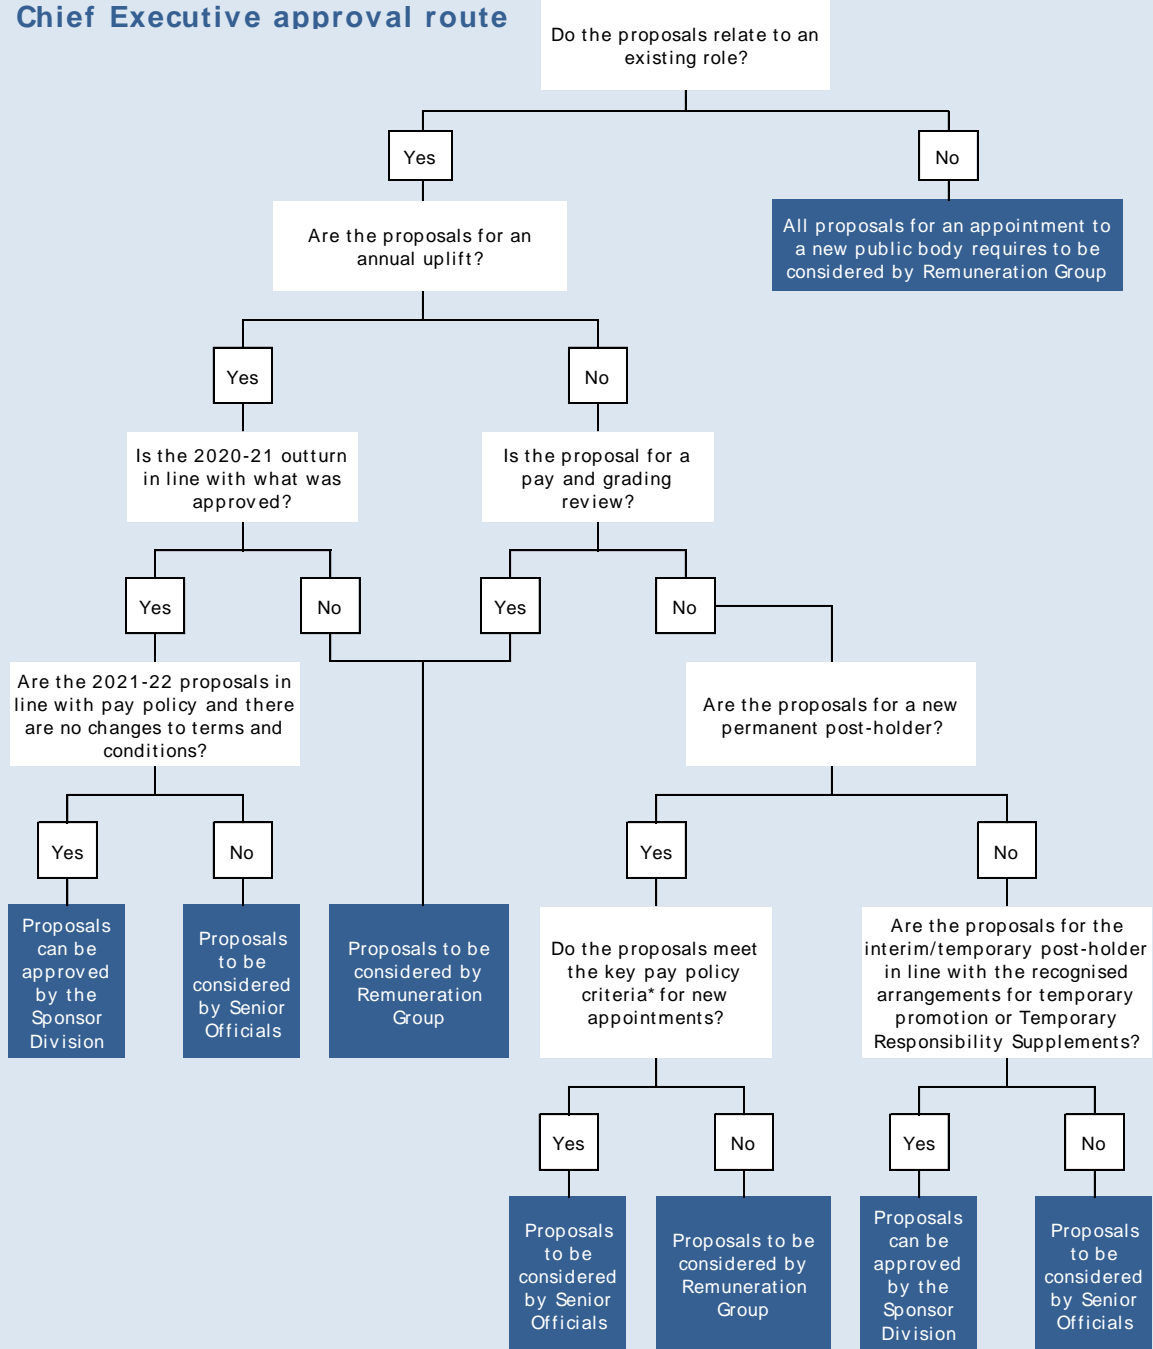 Chief Executive approval route
Do the proposals relate to an
existing role?
Yes
No
Are the proposals for an
annual uplift?
All proposals for an appointment to
a new public body requires to be
considered by Remuneration Group
Yes
No
Is the 2020-21 outturn
in line with what was
approved?
Is the proposal for a
pay and grading
review?
Yes
No
Yes
No
Are the 2021-22 proposals in
line with pay policy and there
are no changes to terms and
conditions?
Are the proposals for a new
permanent post-holder?
Yes
No
Yes
No
Proposals
can be
approved
by the
Sponsor
Division
Proposals
to be
considered
by Senior
Officials
Proposals to be
considered by
Remuneration
Group
Do the proposals meet
the key pay policy
criteria* for new
appointments?
Are the proposals for the
interim/temporary post-holder
in line with the recognised
arrangements for temporary
promotion or Temporary
Responsibility Supplements?
Yes
No
Yes
No
Proposals
to be
considered
by Senior
Officials
Proposals to be
considered by
Remuneration
Group
Proposals
can be
approved
by the
Sponsor
Division
Proposals
to be
considered
by Senior
Officials